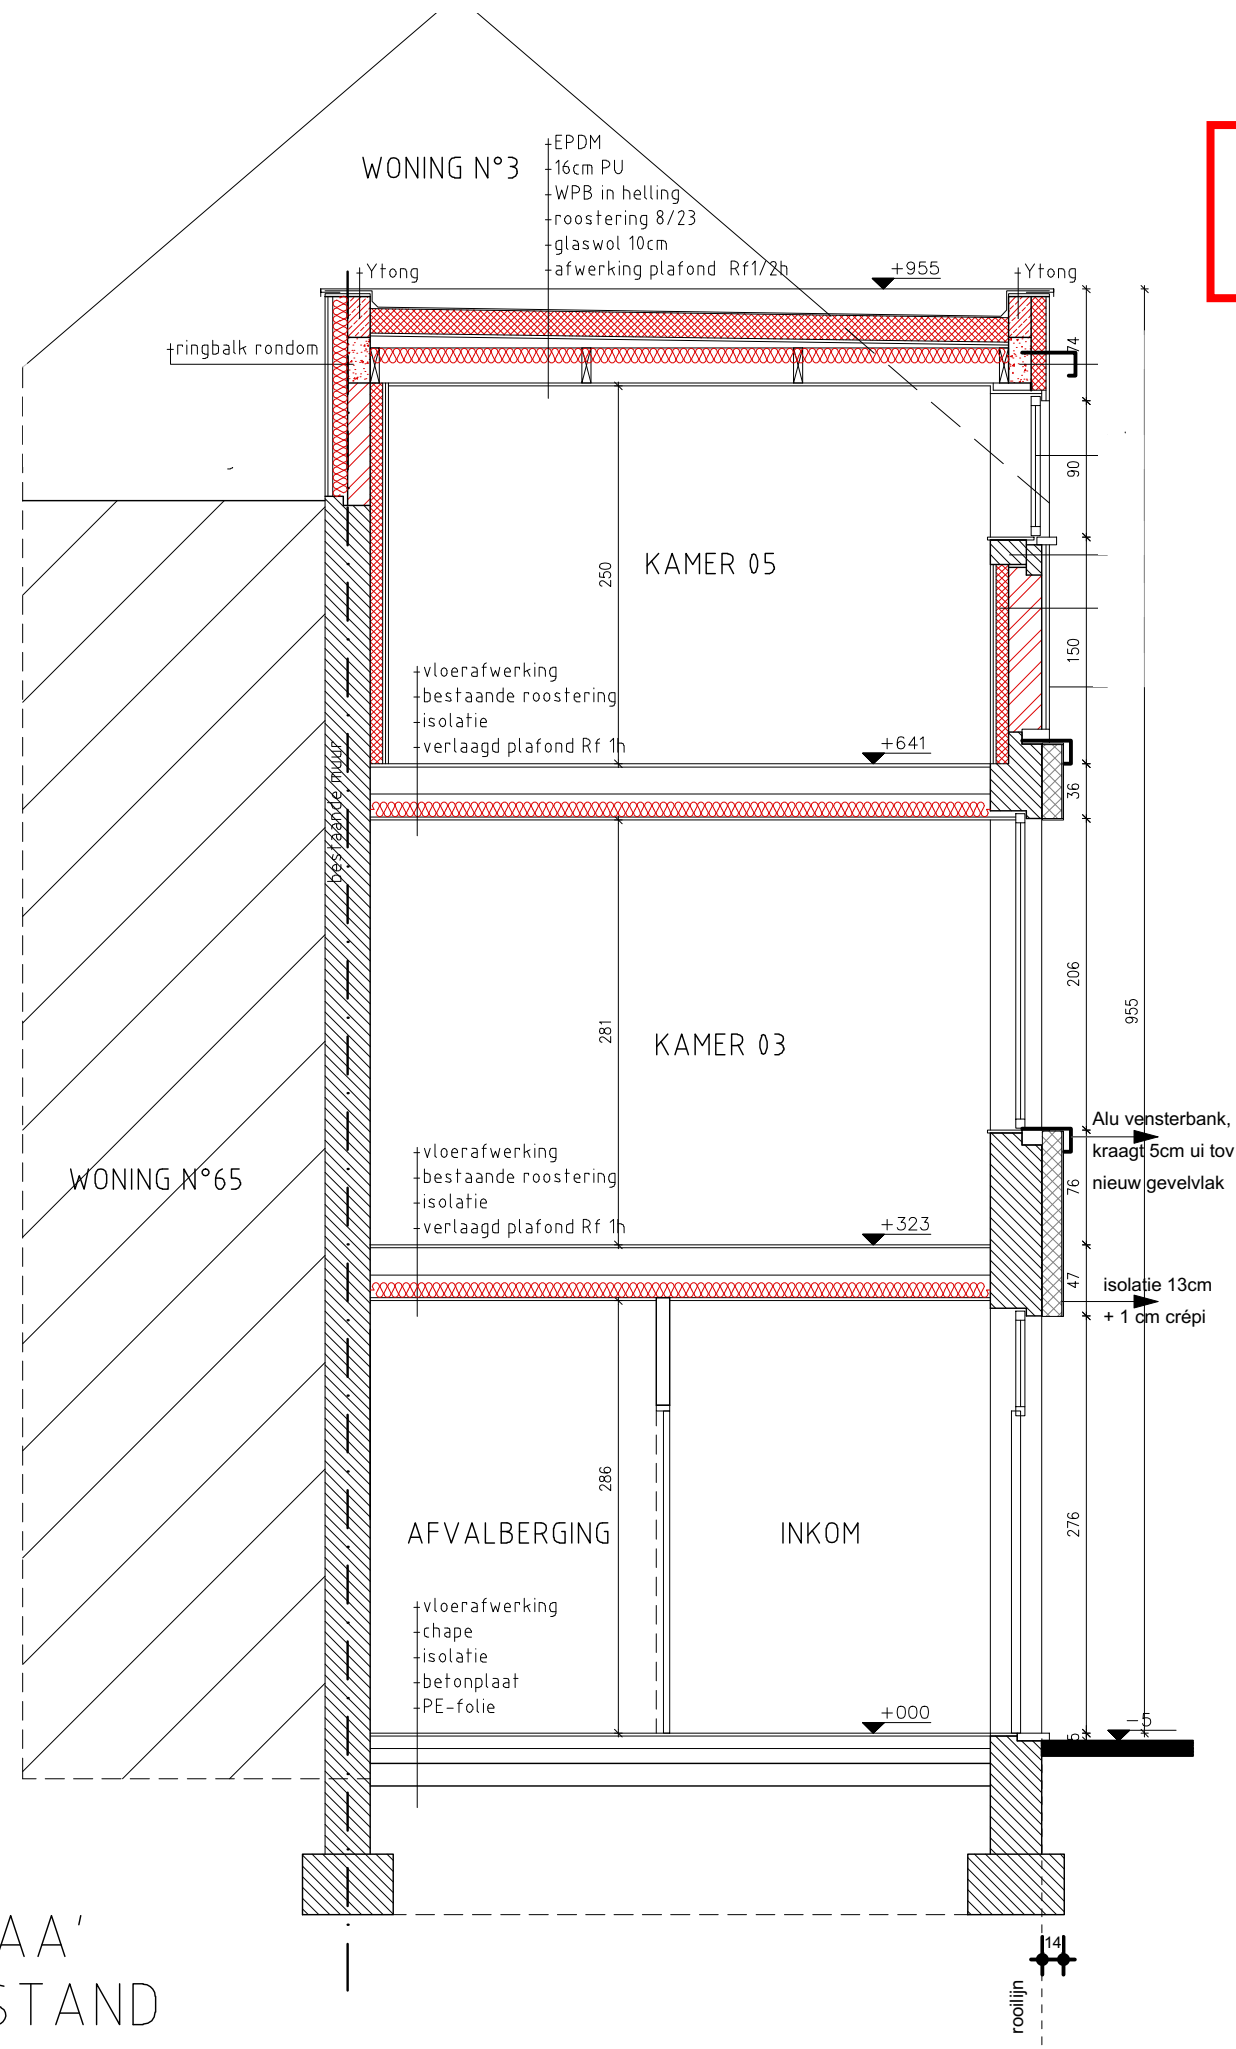 WONING N°3
EPDM
16cm PU
WPB in helling
roostering 8/23
glaswol 10cm
afwerking plafond Rf1/2h
Ytong
+955
Ytong
ringbalk rondom
74
90
KAMER 05
250
150
vloerafwerking
bestaande roostering
isolatie
verlaagd plafond Rf 1h
+641
bestaande muur
36
206
955
281
KAMER 03
Alu vensterbank,
kraagt 5cm ui tov
nieuw gevelvlak
vloerafwerking
bestaande roostering
isolatie
verlaagd plafond Rf 1h
WONING N°65
76
+323
47
isolatie 13cm
+ 1 cm crépi
286
276
AFVALBERGING
INKOM
vloerafwerking
chape
isolatie
betonplaat
PE-folie
+000
5
-5
AA'
STAND
14
rooilijn